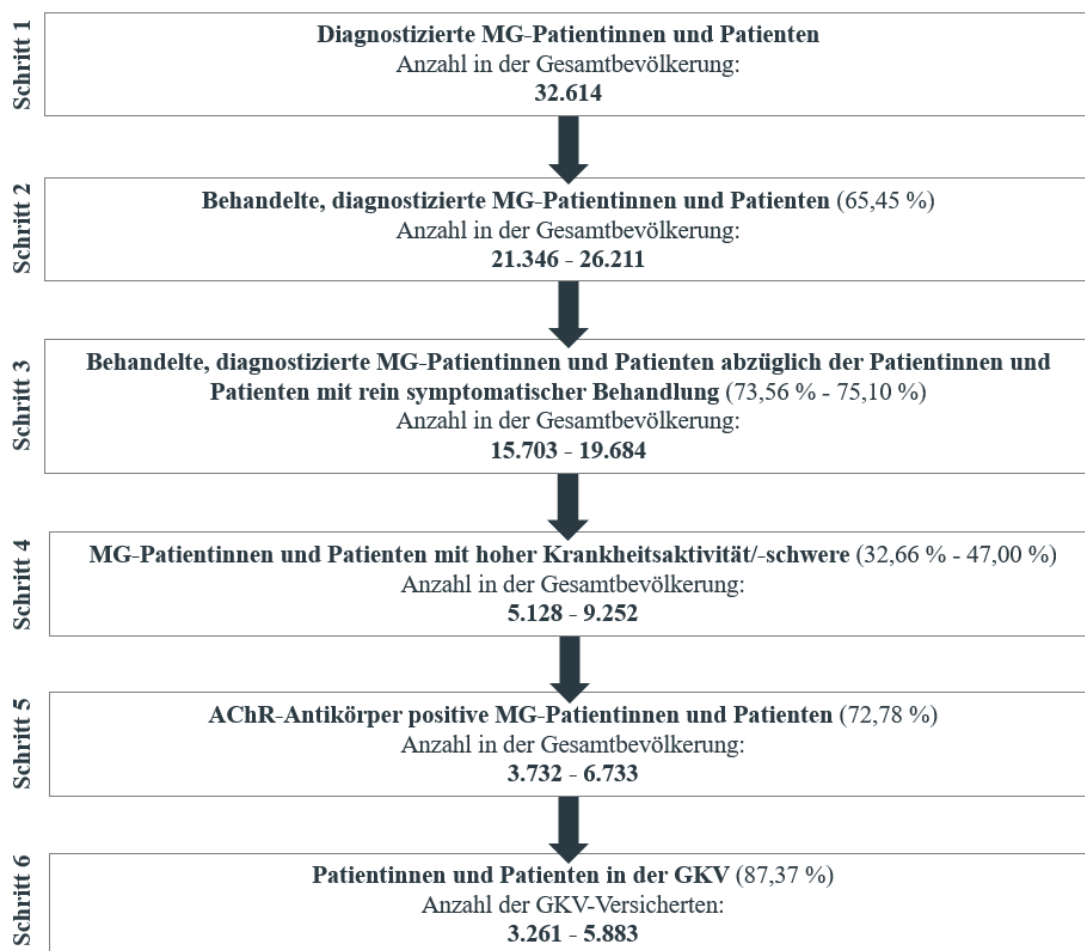 Schritt 1
Diagnostizierte MG-Patientinnen und Patienten
Anzahl in der Gesamtbevölkerung:
32.614
Schritt 2
Behandelte, diagnostizierte MG-Patientinnen und Patienten (65,45 %)
Anzahl in der Gesamtbevölkerung:
21.346 - 26.211
Schritt 3
Behandelte, diagnostizierte MG-Patientinnen und Patienten abzüglich der Patientinnen und
Patienten mit rein symptomatischer Behandlung (73,56 % - 75,10 %)
Anzahl in der Gesamtbevölkerung:
15.703 - 19.684
Schritt 4
MG-Patientinnen und Patienten mit hoher Krankheitsaktivität/-schwere (32,66 % - 47,00 %)
Anzahl in der Gesamtbevölkerung:
5.128 - 9.252
Schritt 5
AChR-Antikörper positive MG-Patientinnen und Patienten (72,78 %)
Anzahl in der Gesamtbevölkerung:
3.732 - 6.733
Schritt 6
Patientinnen und Patienten in der GKV (87,37 %)
Anzahl der GKV-Versicherten:
3.261 - 5.883